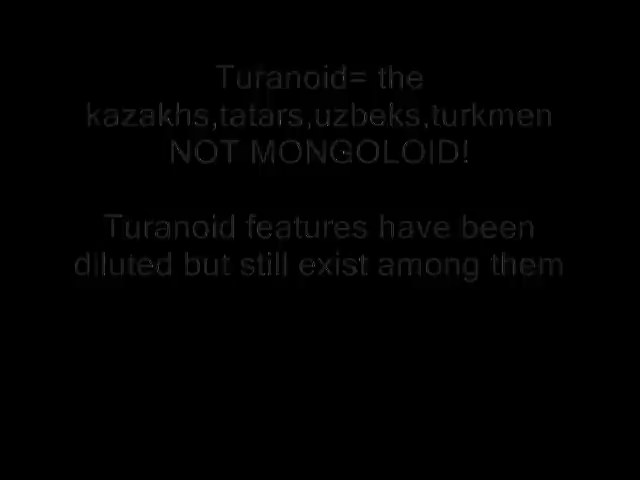 Turanoid= the
kazakhs,tatars,uzbeks,turkmen
NOT MONGOLOID!
Turanoid features have been
diluted but still exist among them